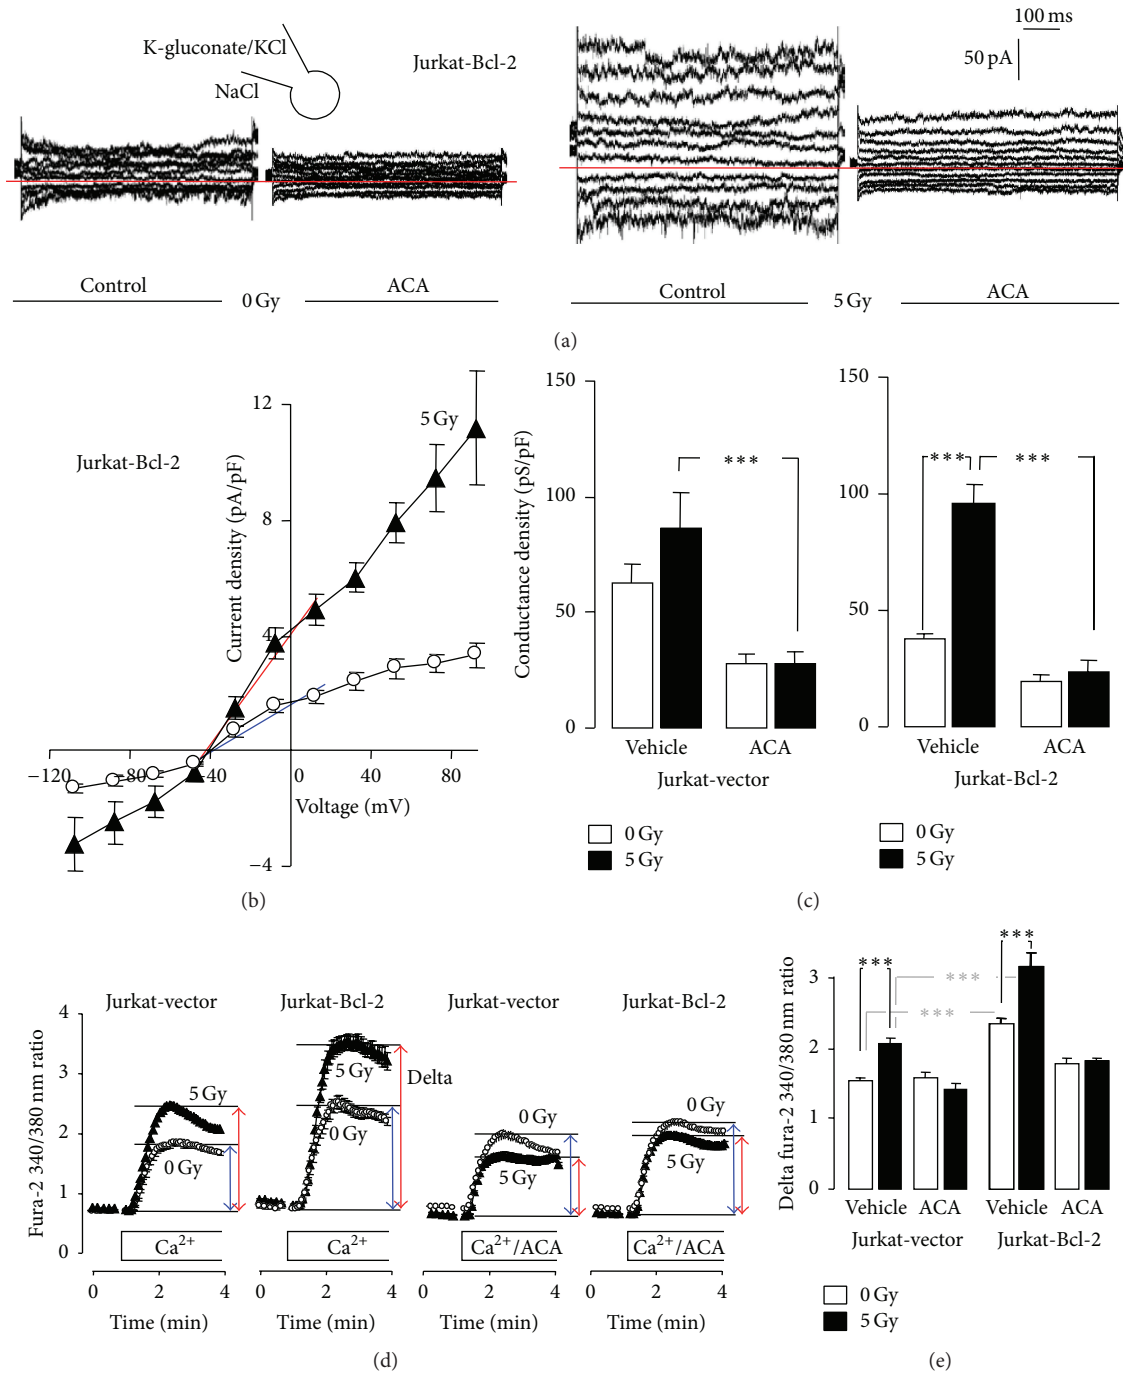 K-gluconate/KCl
NaCl
Jurkat-Bcl-2
100 ms
50 pA
Control
0 Gy
ACA
Control
5 Gy
ACA
(a)
Jurkat-Bcl-2
5 Gy
Current density (pA/pF)
12
8
4
−4
−120
−80
−40
0
40
80
Voltage (mV)
(b)
Conductance density (pS/pF)
150
100
50
0
***
Vehicle
ACA
Jurkat-vector
0 Gy
5 Gy
150
100
50
0
***
***
Vehicle
ACA
Jurkat-Bcl-2
0 Gy
5 Gy
(c)
Fura-2 340/380 nm ratio
4
3
2
1
0
Jurkat-vector
5 Gy
0 Gy
Ca2+
0 2 4
Time (min)
Jurkat-Bcl-2
5 Gy
0 Gy
Delta
Ca2+
0 2 4
Time (min)
Jurkat-vector
0 Gy
5 Gy
Ca2+/ACA
0 2 4
Time (min)
Jurkat-Bcl-2
0 Gy
5 Gy
Ca2+/ACA
0 2 4
Time (min)
(d)
Delta fura-2 340/380 nm ratio
3
2
1
0
***
***
***
***
Vehicle ACA Vehicle ACA
Jurkat-vector Jurkat-Bcl-2
0 Gy
5 Gy
(e)